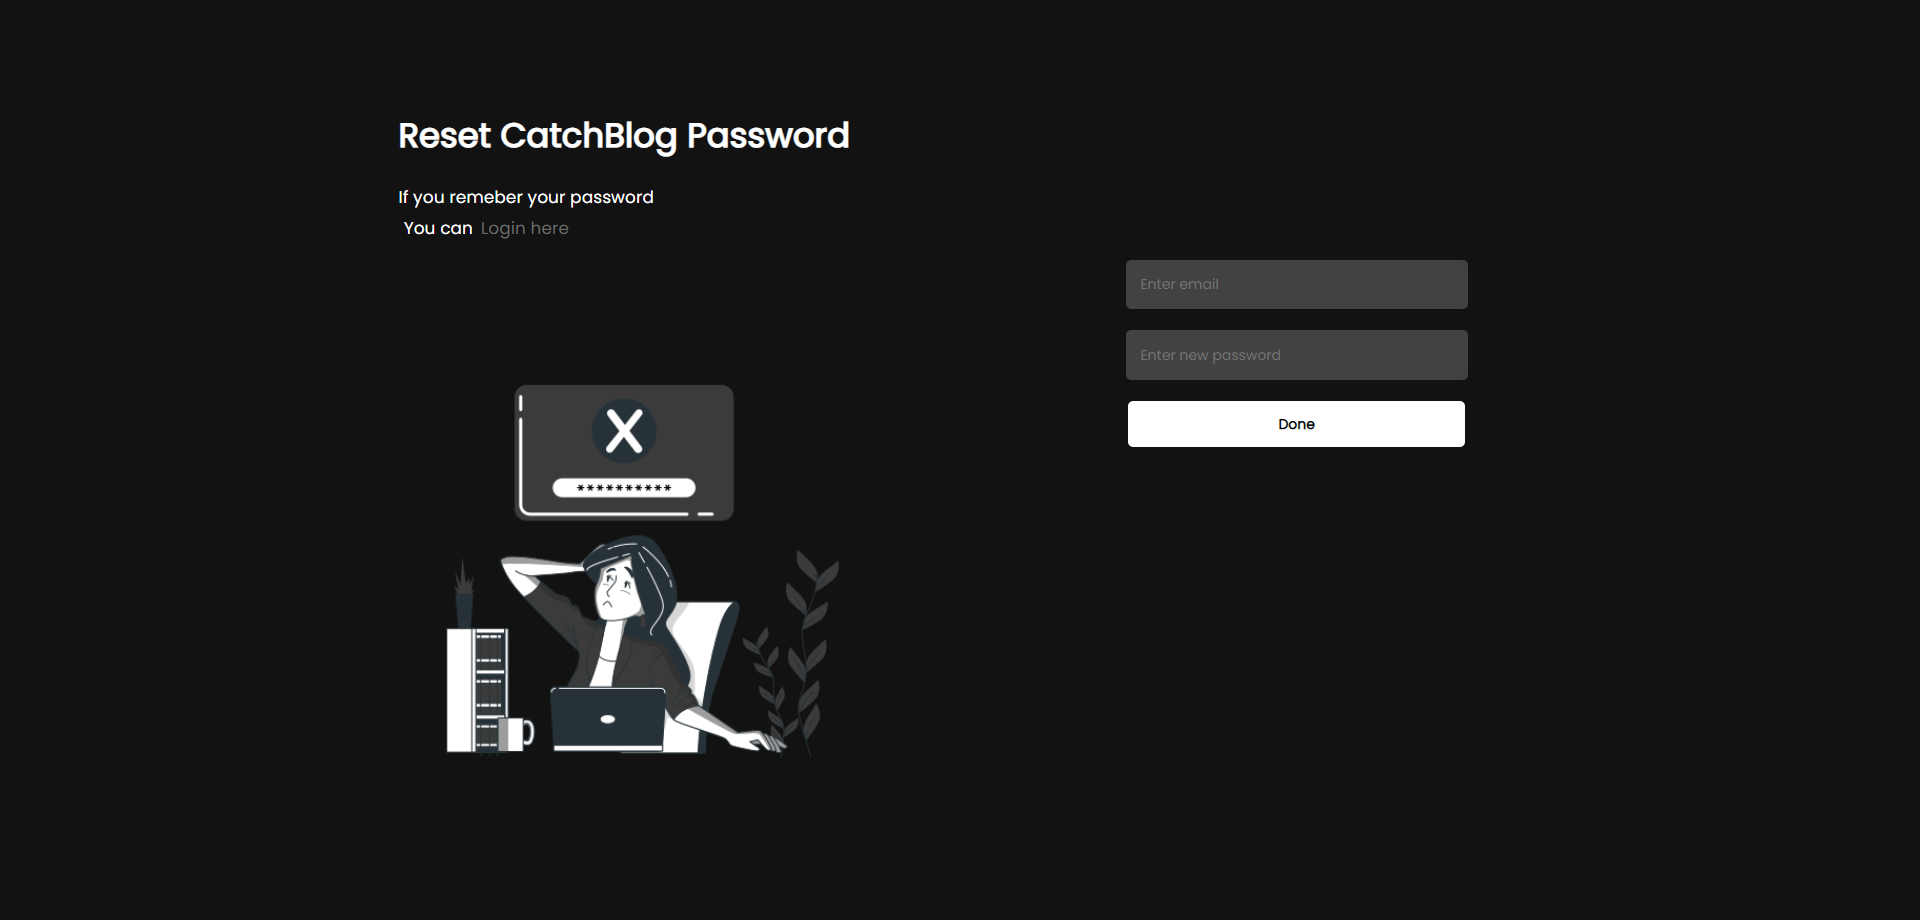 Reset CatchBlog Password
If you remeber your password
You can Login here
Enter email
Enter new password
Done
X
**********